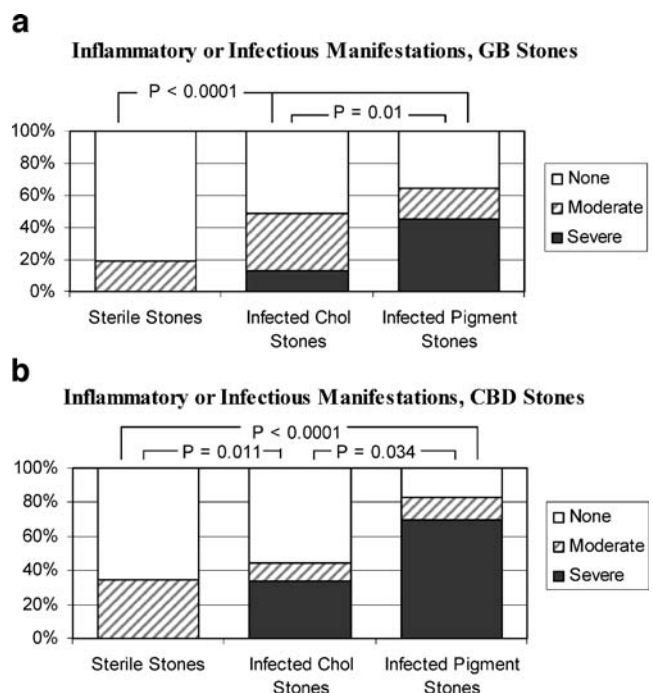 a
Inflammatory or Infectious Manifestations, GB Stones
P < 0.0001
P = 0.01
100%
80%
60%
40%
20%
0%
None
Moderate
Severe
Sterile Stones
Infected Chol
Stones
Infected Pigment
Stones
b
Inflammatory or Infectious Manifestations, CBD Stones
P < 0.0001
P = 0.011
P = 0.034
100%
80%
60%
40%
20%
0%
None
Moderate
Severe
Sterile Stones
Infected Chol
Stones
Infected Pigment
Stones